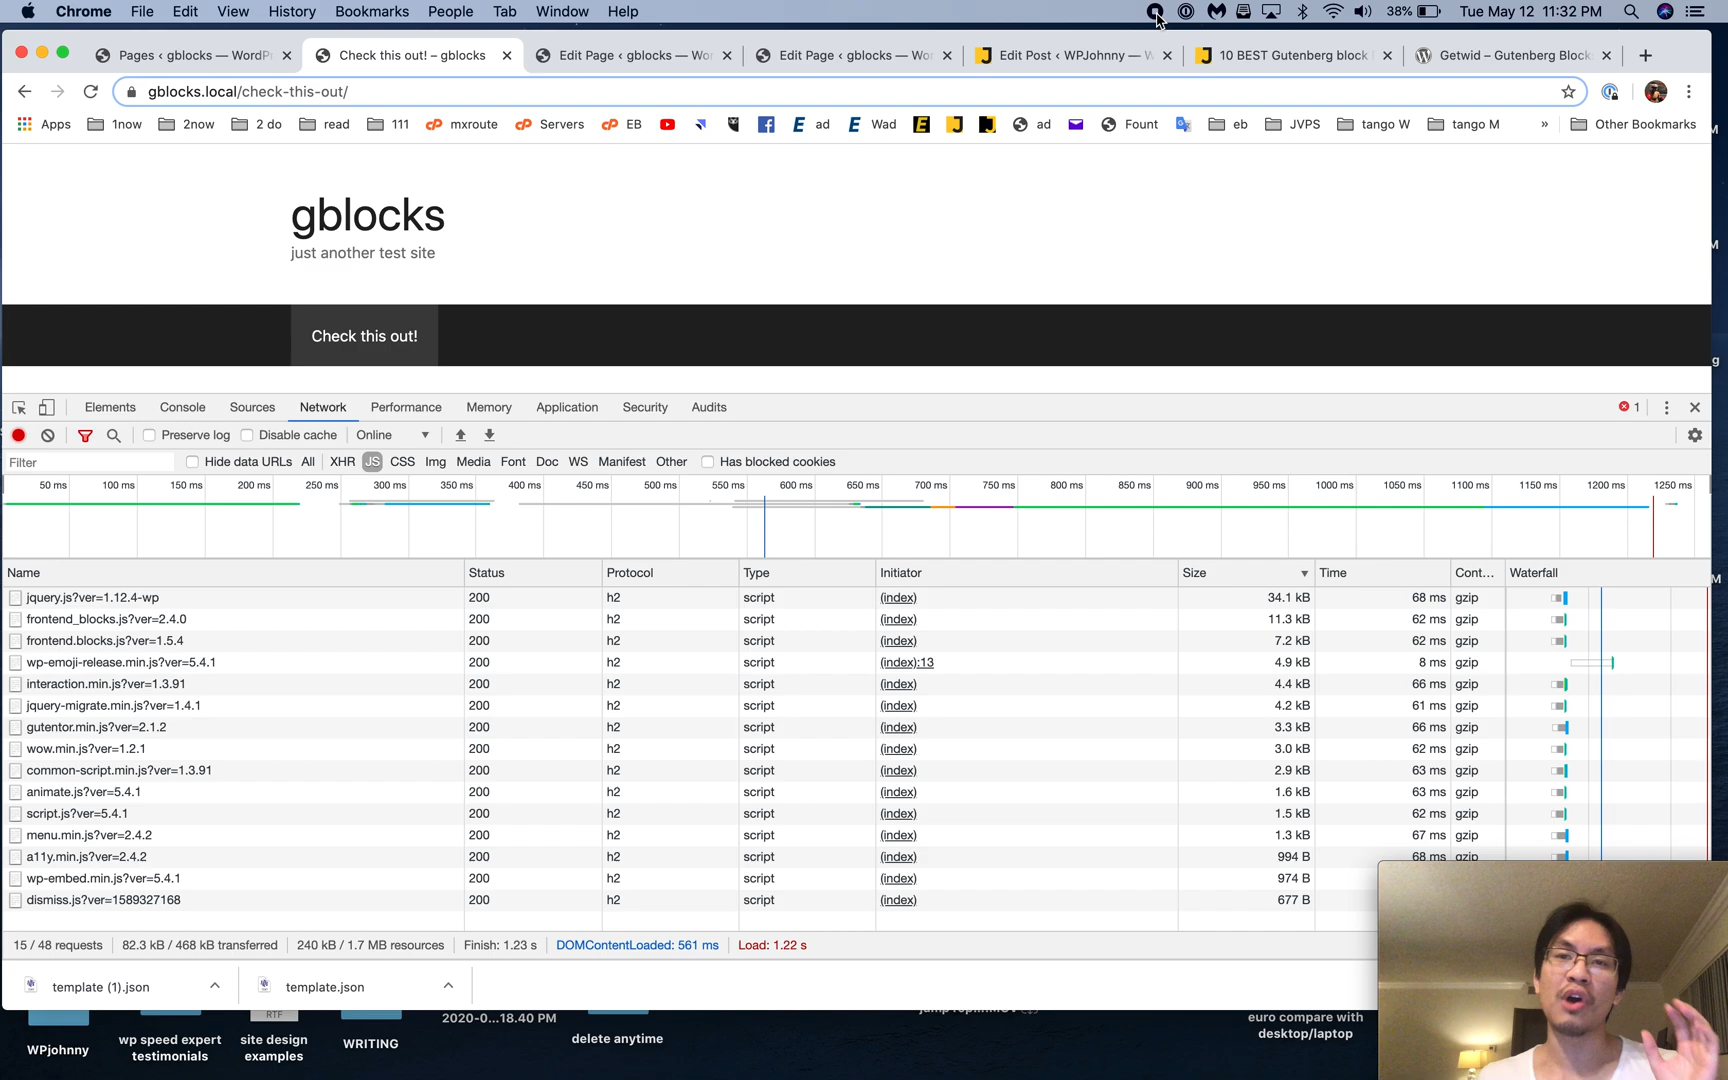 Chrome File Edit View History Bookmarks People Tab Window Help 38% Tue May 12 11:32 PM
Pages ‹ gblocks — WordPr Check this out! – gblocks Edit Page ‹ gblocks — Wor Edit Page ‹ gblocks — Wor Edit Post ‹ WPJohnny — W 10 BEST Gutenberg block Getwid – Gutenberg Blocks
gblocks.local/check-this-out/
Apps 1now 2now 2 do read 111 mxroute Servers EB ad Wad ad Fount eb JVPS tango W tango M » Other Bookmarks
gblocks
just another test site
Check this out!
Elements Console Sources Network Performance Memory Application Security Audits 1
Preserve log Disable cache Online
Filter Hide data URLs All XHR JS CSS Img Media Font Doc WS Manifest Other Has blocked cookies
50 ms 100 ms 150 ms 200 ms 250 ms 300 ms 350 ms 400 ms 450 ms 500 ms 550 ms 600 ms 650 ms 700 ms 750 ms 800 ms 850 ms 900 ms 950 ms 1000 ms 1050 ms 1100 ms 1150 ms 1200 ms 1250 ms
Name Status Protocol Type Initiator Size Time Cont... Waterfall
jquery.js?ver=1.12.4-wp 200 h2 script (index) 34.1 kB 68 ms gzip
frontend_blocks.js?ver=2.4.0 200 h2 script (index) 11.3 kB 62 ms gzip
frontend.blocks.js?ver=1.5.4 200 h2 script (index) 7.2 kB 62 ms gzip
wp-emoji-release.min.js?ver=5.4.1 200 h2 script (index):13 4.9 kB 8 ms gzip
interaction.min.js?ver=1.3.91 200 h2 script (index) 4.4 kB 66 ms gzip
jquery-migrate.min.js?ver=1.4.1 200 h2 script (index) 4.2 kB 61 ms gzip
gutentor.min.js?ver=2.1.2 200 h2 script (index) 3.3 kB 66 ms gzip
wow.min.js?ver=1.2.1 200 h2 script (index) 3.0 kB 62 ms gzip
common-script.min.js?ver=1.3.91 200 h2 script (index) 2.9 kB 63 ms gzip
animate.js?ver=5.4.1 200 h2 script (index) 1.6 kB 63 ms gzip
script.js?ver=5.4.1 200 h2 script (index) 1.5 kB 62 ms gzip
menu.min.js?ver=2.4.2 200 h2 script (index) 1.3 kB 67 ms gzip
a11y.min.js?ver=2.4.2 200 h2 script (index) 994 B 68 ms gzip
wp-embed.min.js?ver=5.4.1 200 h2 script (index) 974 B
dismiss.js?ver=1589327168 200 h2 script (index) 677 B
15 / 48 requests 82.3 kB / 468 kB transferred 240 kB / 1.7 MB resources Finish: 1.23 s DOMContentLoaded: 561 ms Load: 1.22 s
template (1).json template.json
2020-0...18.40 PM
WPjohnny
wp speed expert testimonials
RTF
site design examples
WRITING
delete anytime
euro compare with desktop/laptop